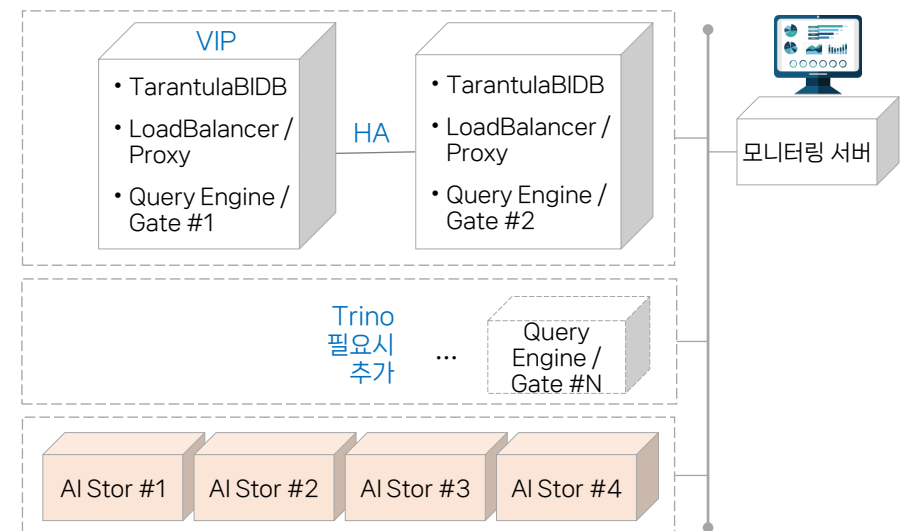 VIP
• TarantulaBIDB
• LoadBalancer /
Proxy
• Query Engine /
Gate #1
HA
• TarantulaBIDB
• LoadBalancer /
Proxy
• Query Engine /
Gate #2
모니터링 서버
Trino
필요시
추가
...
Query
Engine /
Gate #N
AI Stor #1
AI Stor #2
AI Stor #3
AI Stor #4